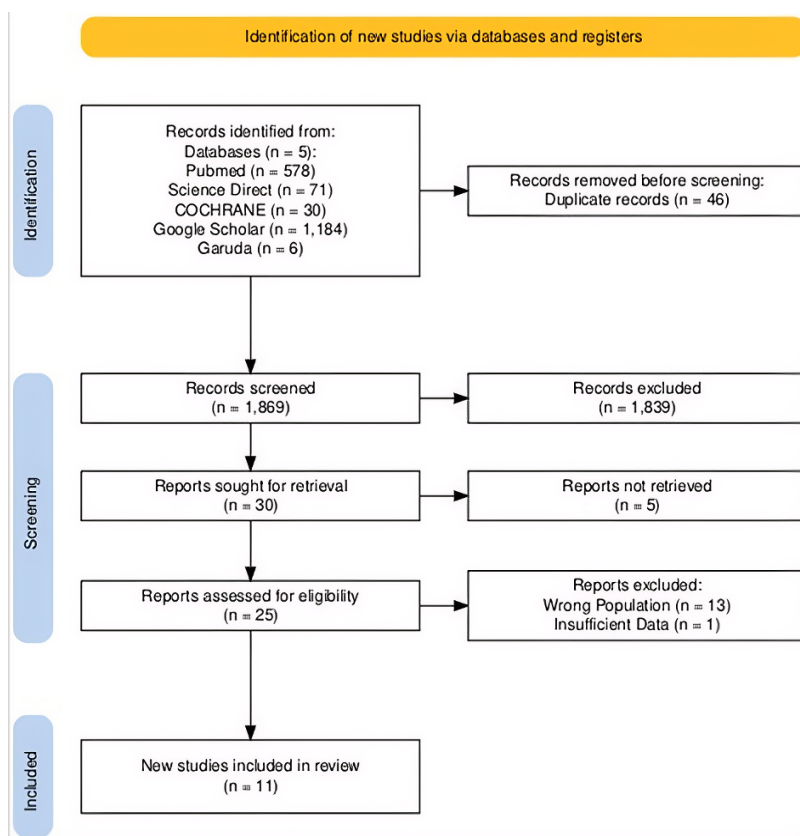 Identification of new studies via databases and registers
Identification
Records identified from:
Databases (n = 5):
Pubmed (n = 578)
Science Direct (n = 71)
COCHRANE (n = 30)
Google Scholar (n = 1,184)
Garuda (n = 6)
Records removed before screening:
Duplicate records (n = 46)
Screening
Records screened
(n = 1,869)
Records excluded
(n = 1,839)
Reports sought for retrieval
(n = 30)
Reports not retrieved
(n = 5)
Reports assessed for eligibility
(n = 25)
Reports excluded:
Wrong Population (n = 13)
Insufficient Data (n = 1)
Included
New studies included in review
(n = 11)